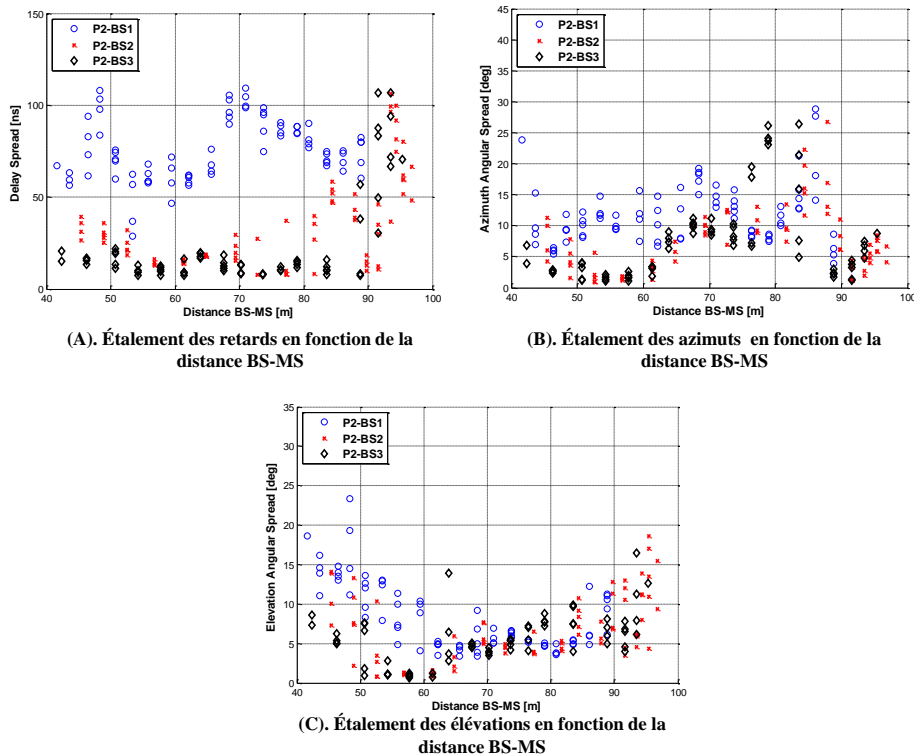 150
100
50
0
Delay Spread [ns]
P2-BS1
P2-BS2
P2-BS3
40 50 60 70 80 90 100
Distance BS-MS [m]
(A). Étalement des retards en fonction de la
distance BS-MS
45
40
35
30
25
20
15
10
5
0
Azimuth Angular Spread [deg]
P2-BS1
P2-BS2
P2-BS3
40 50 60 70 80 90 100
Distance BS-MS [m]
(B). Étalement des azimuts en fonction de la
distance BS-MS
35
30
25
20
15
10
5
0
Elevation Angular Spread [deg]
P2-BS1
P2-BS2
P2-BS3
40 50 60 70 80 90 100
Distance BS-MS [m]
(C). Étalement des élévations en fonction de la
distance BS-MS